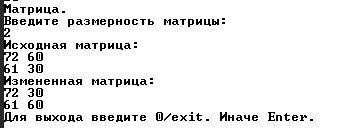 Матрица.
Введите размерность матрицы:
2
Исходная матрица:
72 60
61 30
Измененная матрица:
72 30
61 60
Для выхода введите 0/exit. Иначе Enter.